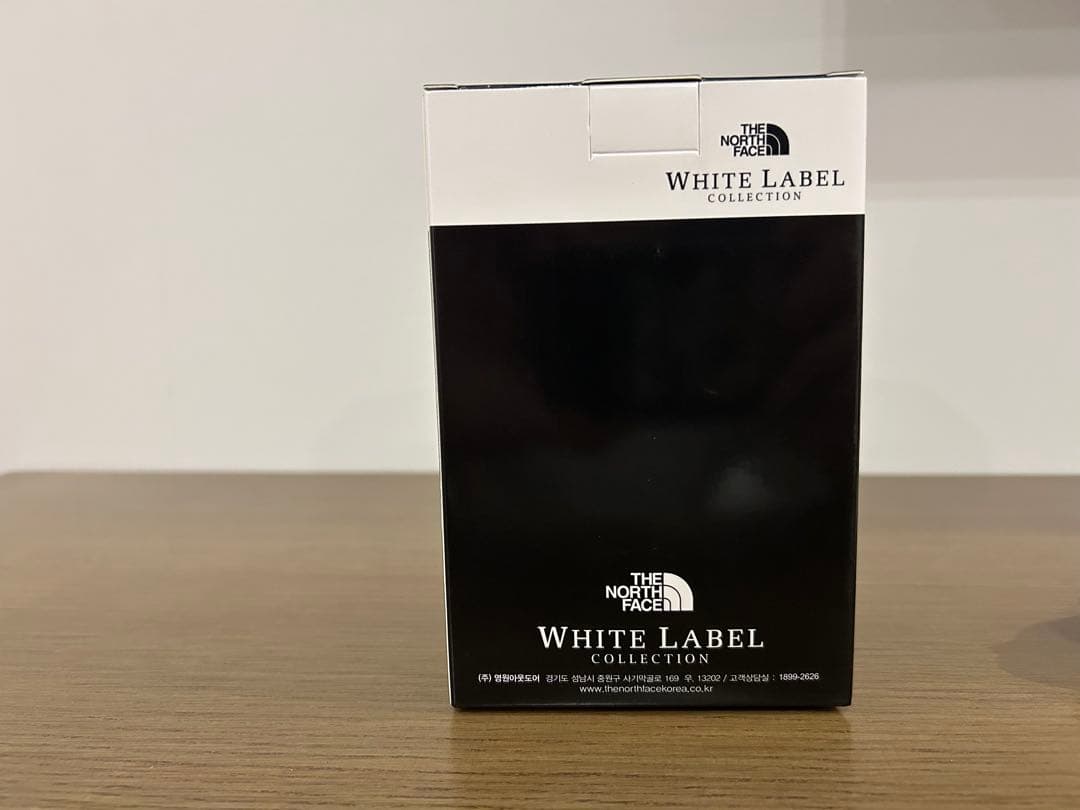 THE
NORTH
FACE
WHITE LABEL
COLLECTION
THE
NORTH
FACE
WHITE LABEL
COLLECTION
(주) 영원아웃도어 경기도 성남시 중원구 사기막골로 169 우. 13202 / 고객상담실 : 1899-2626
www.thenorthfacekorea.co.kr